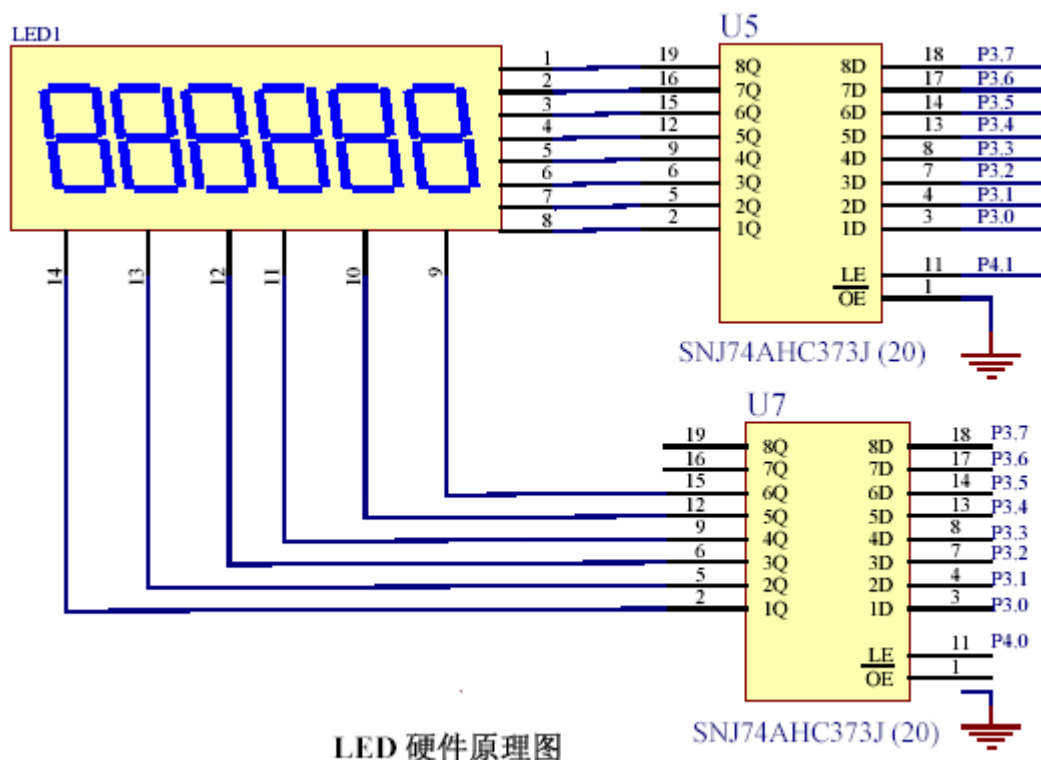 LED1
1
2
3
4
5
6
7
8
14
13
12
11
10
9
U5
19 8Q 8D 18 P3.7
16 7Q 7D 17 P3.6
15 6Q 6D 14 P3.5
12 5Q 5D 13 P3.4
9 4Q 4D 8 P3.3
6 3Q 3D 7 P3.2
5 2Q 2D 4 P3.1
2 1Q 1D 3 P3.0
LE 11 P4.1
OE 1
SNJ74AHC373J (20)
U7
19 8Q 8D 18 P3.7
16 7Q 7D 17 P3.6
15 6Q 6D 14 P3.5
12 5Q 5D 13 P3.4
9 4Q 4D 8 P3.3
6 3Q 3D 7 P3.2
5 2Q 2D 4 P3.1
2 1Q 1D 3 P3.0
LE 11 P4.0
OE 1
SNJ74AHC373J (20)
LED 硬件原理图